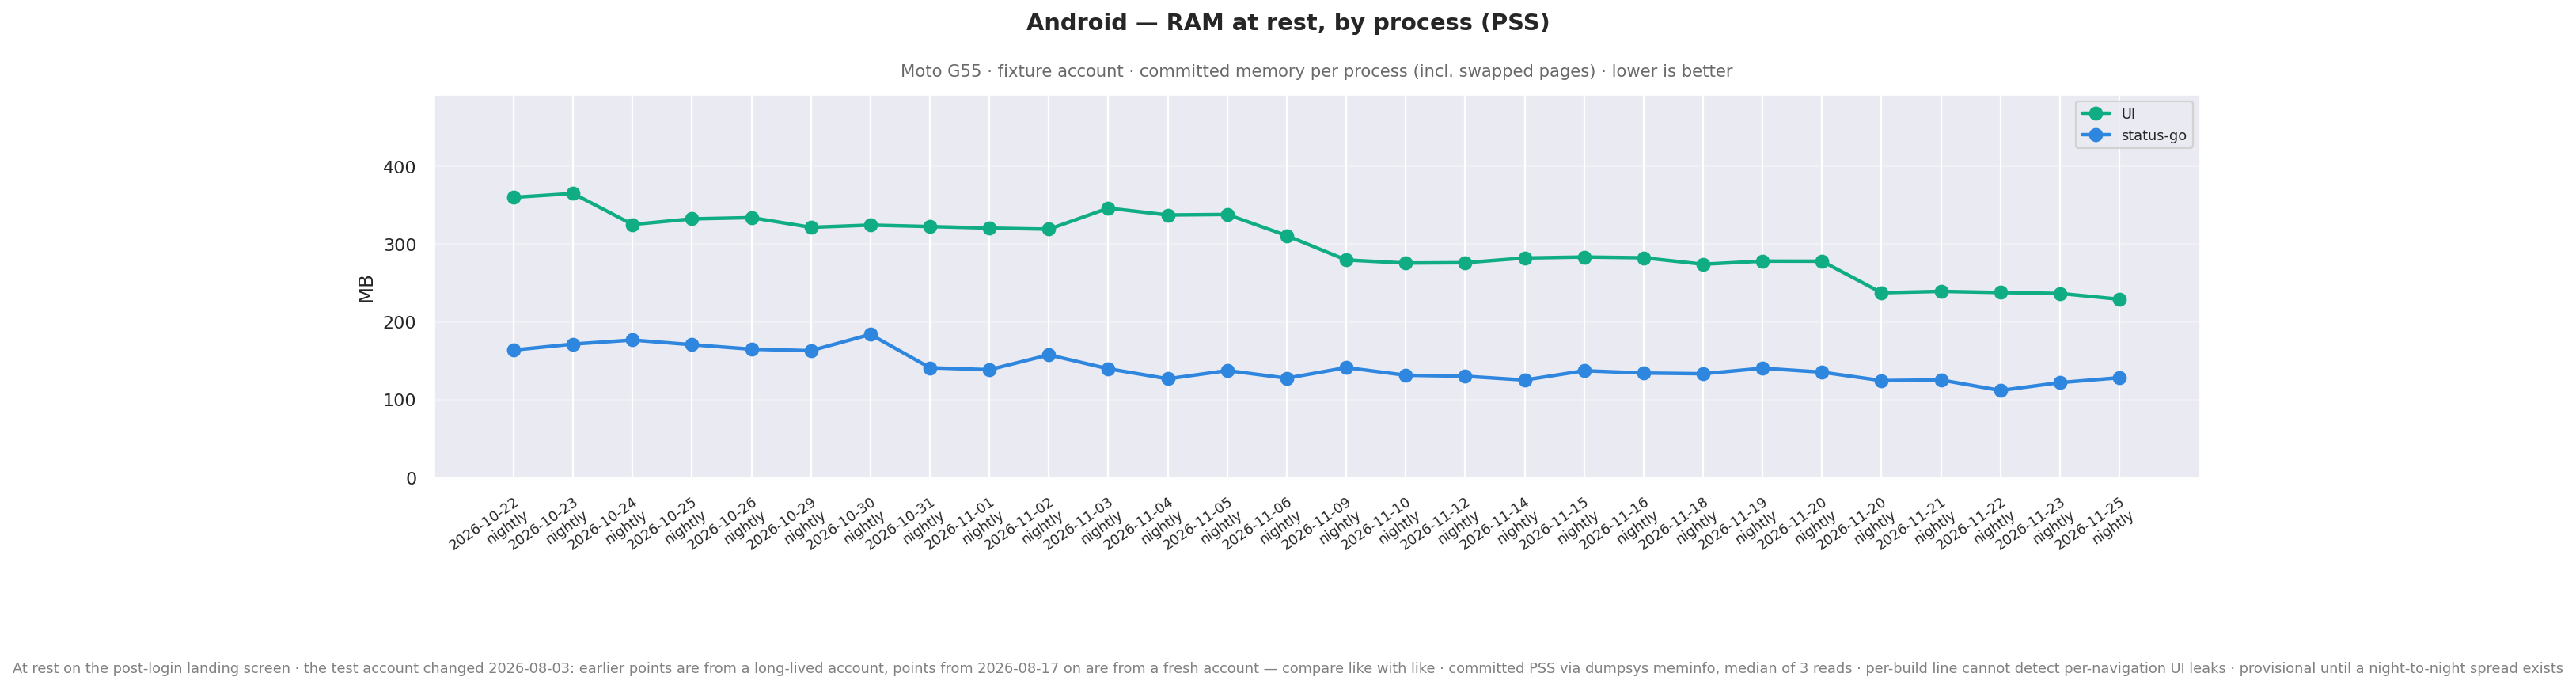 Android — RAM at rest, by process (PSS)
Moto G55 · fixture account · committed memory per process (incl. swapped pages) · lower is better
UI
status-go
MB
400
300
200
100
0
2026-10-22
nightly
2026-10-23
nightly
2026-10-24
nightly
2026-10-25
nightly
2026-10-26
nightly
2026-10-29
nightly
2026-10-30
nightly
2026-10-31
nightly
2026-11-01
nightly
2026-11-02
nightly
2026-11-03
nightly
2026-11-04
nightly
2026-11-05
nightly
2026-11-06
nightly
2026-11-09
nightly
2026-11-10
nightly
2026-11-12
nightly
2026-11-14
nightly
2026-11-15
nightly
2026-11-16
nightly
2026-11-18
nightly
2026-11-19
nightly
2026-11-20
nightly
2026-11-20
nightly
2026-11-21
nightly
2026-11-22
nightly
2026-11-23
nightly
2026-11-25
nightly
At rest on the post-login landing screen · the test account changed 2026-08-03: earlier points are from a long-lived account, points from 2026-08-17 on are from a fresh account — compare like with like · committed PSS via dumpsys meminfo, median of 3 reads · per-build line cannot detect per-navigation UI leaks · provisional until a night-to-night spread exists